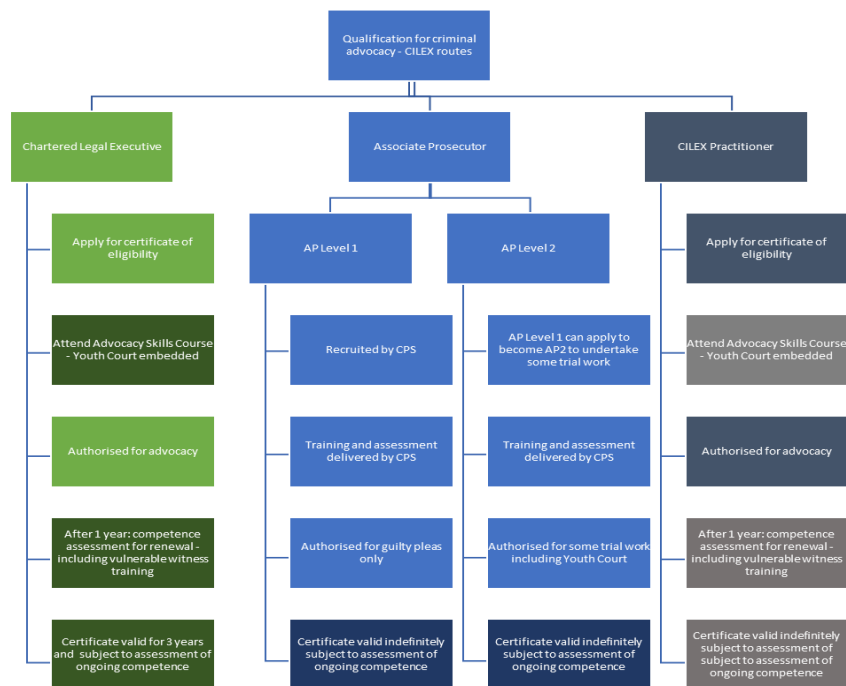 Qualification for criminal
advocacy - CILEX routes
Chartered Legal Executive
Associate Prosecutor
CILEX Practitioner
Apply for certificate of
eligibility
AP Level 1
AP Level 2
Apply for certificate of
eligibility
Attend Advocacy Skills Course
- Youth Court embedded
Recruited by CPS
AP Level 1 can apply to
become AP2 to undertake
some trial work
Attend Advocacy Skills Course
- Youth Court embedded
Authorised for advocacy
Training and assessment
delivered by CPS
Training and assessment
delivered by CPS
Authorised for advocacy
After 1 year: competence
assessment for renewal -
including vulnerable witness
training
Authorised for guilty pleas
only
Authorised for some trial work
including Youth Court
After 1 year: competence
assessment for renewal -
including vulnerable witness
training
Certificate valid for 3 years
and subject to assessment of
ongoing competence
Certificate valid indefinitely
subject to assessment of
ongoing competence
Certificate valid indefinitely
subject to assessment of
ongoing competence
Certificate valid indefinitely
subject to assessment of
subject to assessment of
ongoing competence